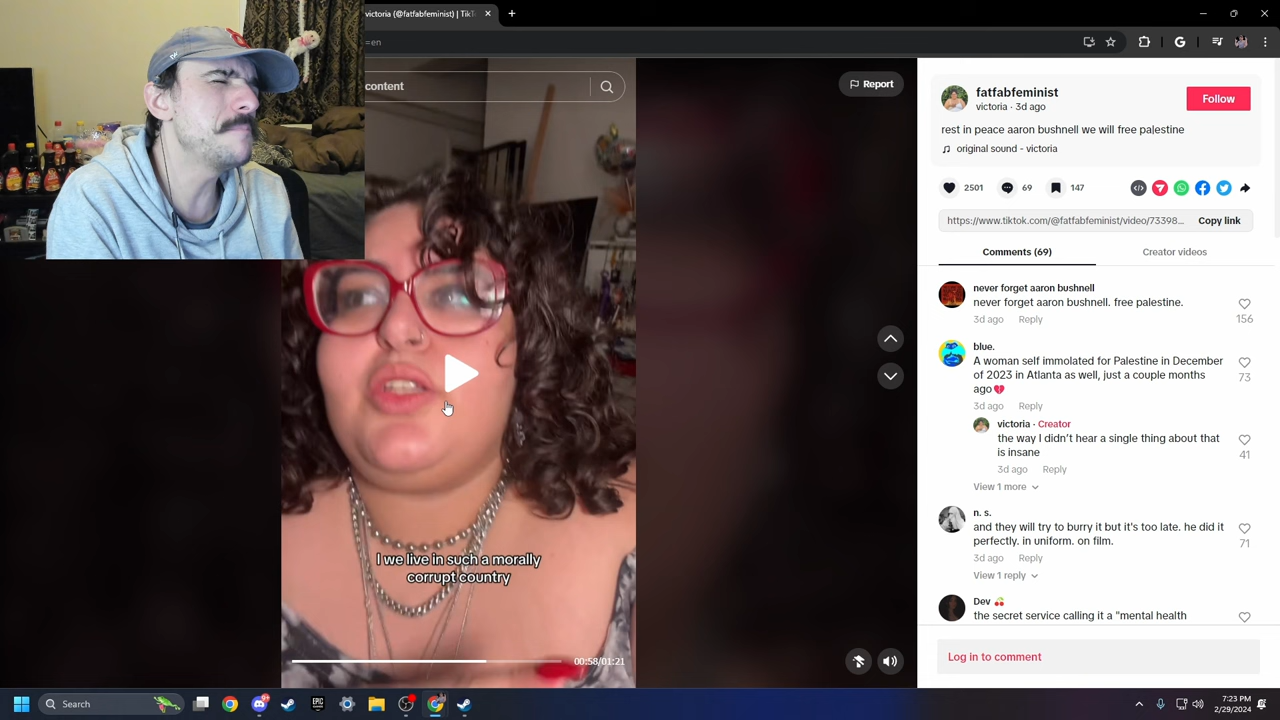 victoria (@fatfabfeminist) | TikT
=en
content
Report
fatfabfeminist
victoria · 3d ago
Follow
rest in peace aaron bushnell we will free palestine
original sound - victoria
2501
69
147
https://www.tiktok.com/@fatfabfeminist/video/73398...
Copy link
Comments (69)
Creator videos
never forget aaron bushnell
never forget aaron bushnell. free palestine.
3d ago
Reply
156
blue.
A woman self immolated for Palestine in December
of 2023 in Atlanta as well, just a couple months
ago💔
3d ago
Reply
73
victoria · Creator
the way I didn't hear a single thing about that
is insane
3d ago
Reply
41
View 1 more
n. s.
and they will try to burry it but it's too late. he did it
perfectly. in uniform. on film.
3d ago
Reply
71
View 1 reply
Dev 🍒
the secret service calling it a "mental health
Log in to comment
I we live in such a morally
corrupt country
00:58/01:21
Search
7:23 PM
2/29/2024